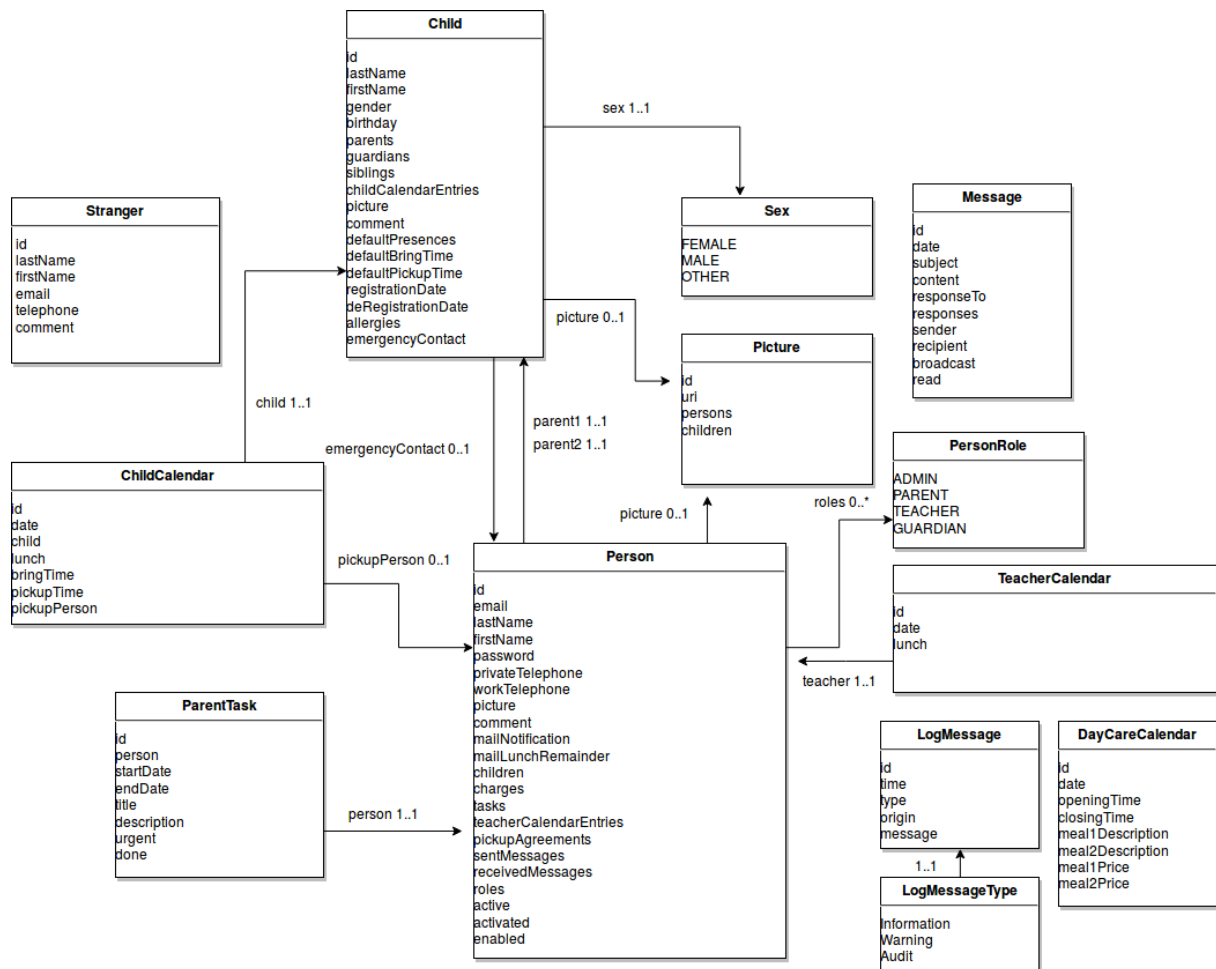 Child
id
lastName
firstName
gender
birthday
parents
guardians
siblings
childCalendarEntries
picture
comment
defaultPresences
defaultBringTime
defaultPickupTime
registrationDate
deRegistrationDate
allergies
emergencyContact
sex 1..1
Stranger
id
lastName
firstName
email
telephone
comment
Sex
FEMALE
MALE
OTHER
Message
id
date
subject
content
responseTo
responses
sender
recipient
broadcast
read
picture 0..1
Picture
id
uri
persons
children
child 1..1
parent1 1..1
parent2 1..1
emergencyContact 0..1
PersonRole
ADMIN
PARENT
TEACHER
GUARDIAN
ChildCalendar
id
date
child
lunch
bringTime
pickupTime
pickupPerson
roles 0..*
picture 0..1
pickupPerson 0..1
Person
id
email
lastName
firstName
password
privateTelephone
workTelephone
picture
comment
mailNotification
mailLunchRemainder
children
charges
tasks
teacherCalendarEntries
pickupAgreements
sentMessages
receivedMessages
roles
active
activated
enabled
TeacherCalendar
id
date
lunch
teacher 1..1
ParentTask
id
person
startDate
endDate
title
description
urgent
done
person 1..1
LogMessage
id
time
type
origin
message
DayCareCalendar
id
date
openingTime
closingTime
meal1Description
meal2Description
meal1Price
meal2Price
1..1
LogMessageType
Information
Warning
Audit